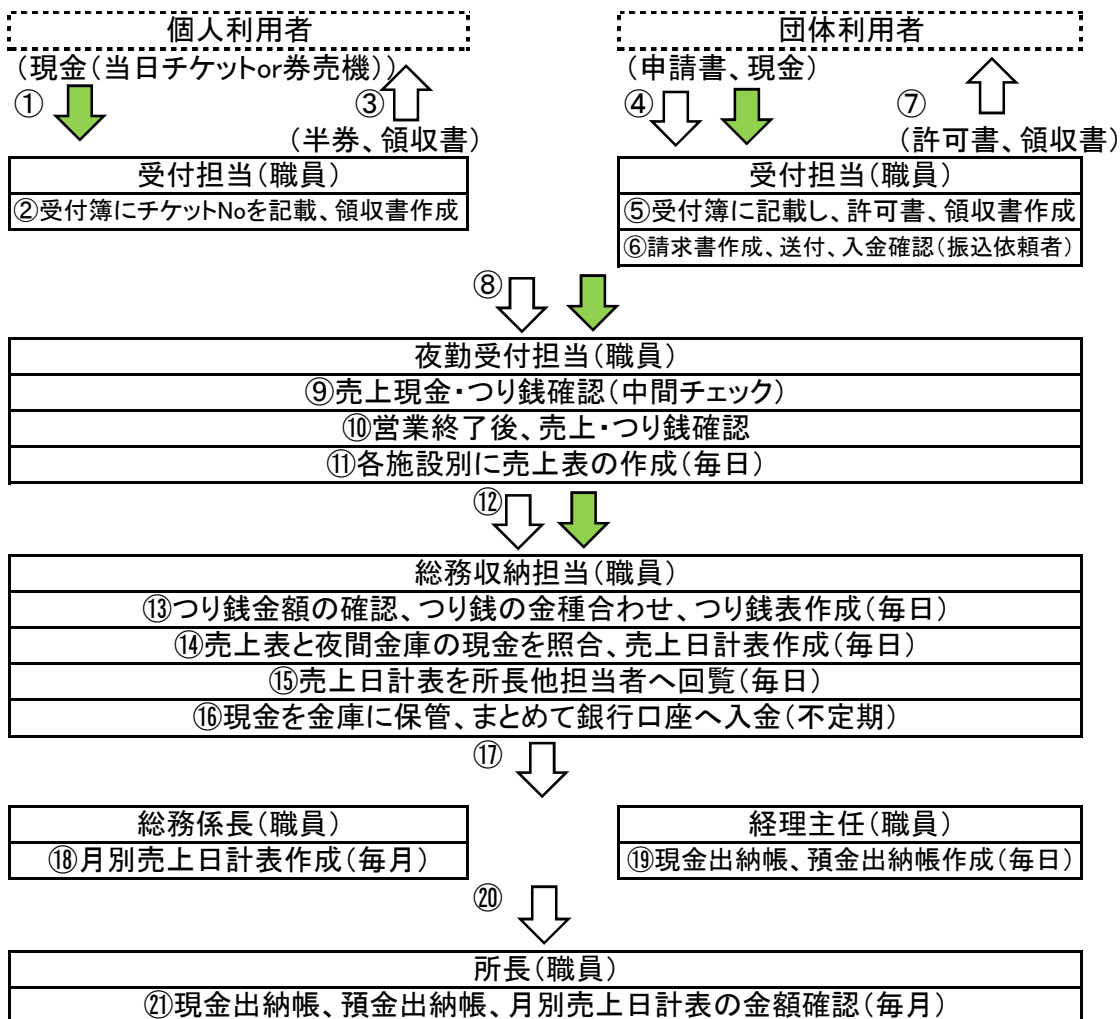 個人利用者
(現金(当日チケットor券売機))
①
③
(半券、領収書)
受付担当(職員)
②受付簿にチケットNoを記載、領収書作成
団体利用者
(申請書、現金)
④
⑦
(許可書、領収書)
受付担当(職員)
⑤受付簿に記載し、許可書、領収書作成
⑥請求書作成、送付、入金確認(振込依頼者)
⑧
夜勤受付担当(職員)
⑨売上現金・つり銭確認(中間チェック)
⑩営業終了後、売上・つり銭確認
⑪各施設別に売上表の作成(毎日)
⑫
総務収納担当(職員)
⑬つり銭金額の確認、つり銭の金種合わせ、つり銭表作成(毎日)
⑭売上表と夜間金庫の現金を照合、売上日計表作成(毎日)
⑮売上日計表を所長他担当者へ回覧(毎日)
⑯現金を金庫に保管、まとめて銀行口座へ入金(不定期)
⑰
総務係長(職員)
⑱月別売上日計表作成(毎月)
経理主任(職員)
⑲現金出納帳、預金出納帳作成(毎日)
⑳
所長(職員)
㉑現金出納帳、預金出納帳、月別売上日計表の金額確認(毎月)